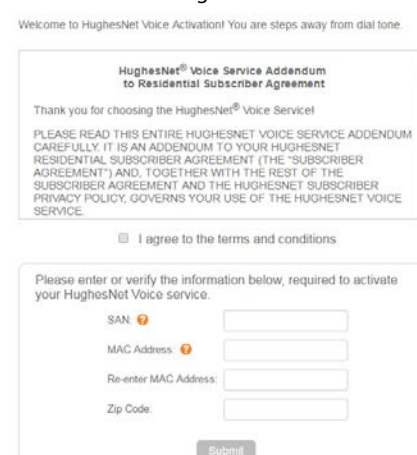 Welcome to HughesNet Voice Activation! You are steps away from dial tone.
HughesNet® Voice Service Addendum
to Residential Subscriber Agreement
Thank you for choosing the HughesNet® Voice Service!
PLEASE READ THIS ENTIRE HUGHESNET VOICE SERVICE ADDENDUM
CAREFULLY. IT IS AN ADDENDUM TO YOUR HUGHESNET
RESIDENTIAL SUBSCRIBER AGREEMENT (THE "SUBSCRIBER
AGREEMENT") AND, TOGETHER WITH THE REST OF THE
SUBSCRIBER AGREEMENT AND THE HUGHESNET SUBSCRIBER
PRIVACY POLICY, GOVERNS YOUR USE OF THE HUGHESNET VOICE
SERVICE.
I agree to the terms and conditions
Please enter or verify the information below, required to activate
your HughesNet Voice service.
SAN: ?
MAC Address: ?
Re-enter MAC Address:
Zip Code:
Submit